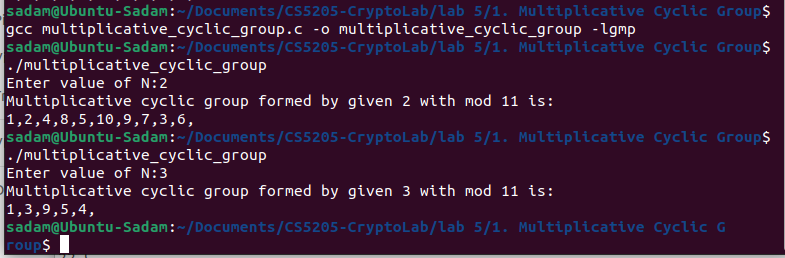 sadam@Ubuntu-Sadam:~/Documents/CS5205-CryptoLab/lab 5/1. Multiplicative Cyclic Group$
gcc multiplicative_cyclic_group.c -o multiplicative_cyclic_group -lgmp
sadam@Ubuntu-Sadam:~/Documents/CS5205-CryptoLab/lab 5/1. Multiplicative Cyclic Group$
./multiplicative_cyclic_group
Enter value of N:2
Multiplicative cyclic group formed by given 2 with mod 11 is:
1,2,4,8,5,10,9,7,3,6,
sadam@Ubuntu-Sadam:~/Documents/CS5205-CryptoLab/lab 5/1. Multiplicative Cyclic Group$
./multiplicative_cyclic_group
Enter value of N:3
Multiplicative cyclic group formed by given 3 with mod 11 is:
1,3,9,5,4,
sadam@Ubuntu-Sadam:~/Documents/CS5205-CryptoLab/lab 5/1. Multiplicative Cyclic G
roup$